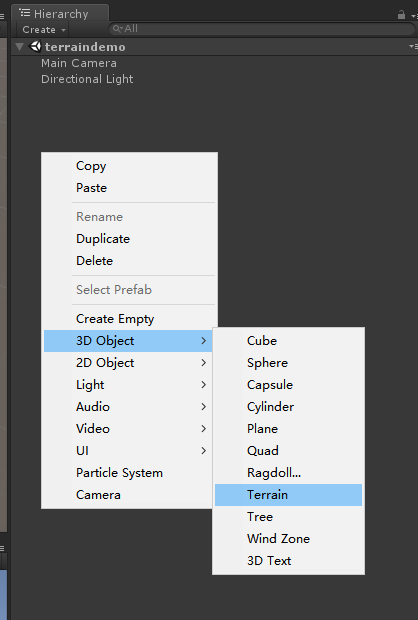 Hierarchy
Create
All
terraindemo
Main Camera
Directional Light
Copy
Paste
Rename
Duplicate
Delete
Select Prefab
Create Empty
3D Object
2D Object
Light
Audio
Video
UI
Particle System
Camera
Cube
Sphere
Capsule
Cylinder
Plane
Quad
Ragdoll...
Terrain
Tree
Wind Zone
3D Text